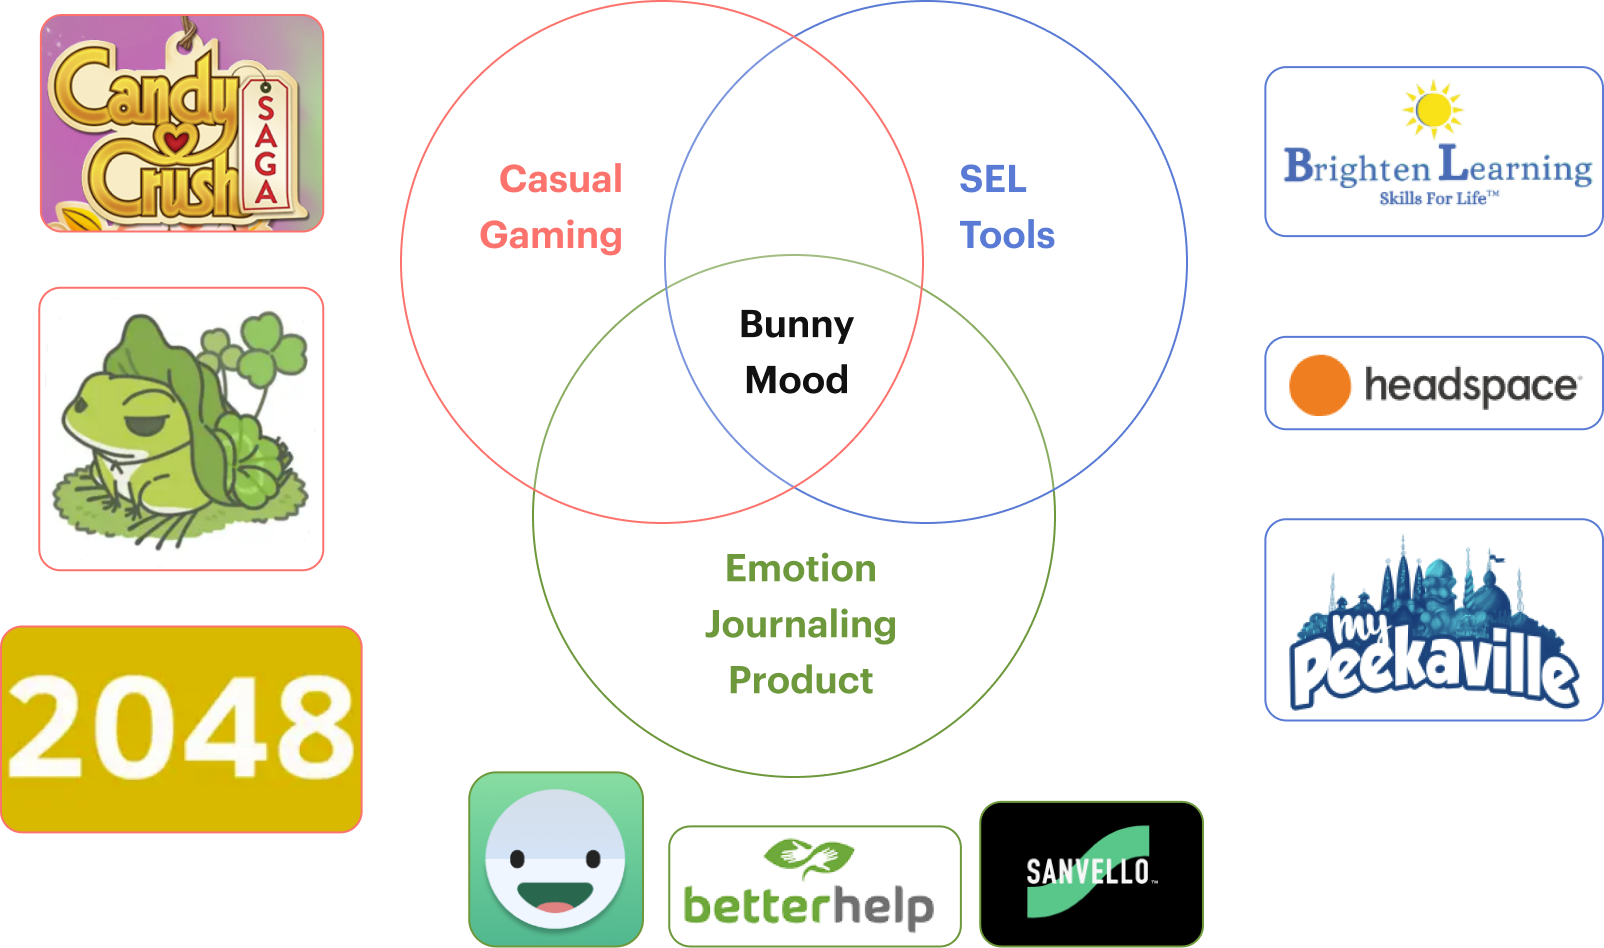 Candy
Crush
SAGA
2048
Casual
Gaming
SEL
Tools
Bunny
Mood
Emotion
Journaling
Product
Brighten Learning
Skills For Life™
headspace
my
Peekaville
betterhelp
SANVELLO™